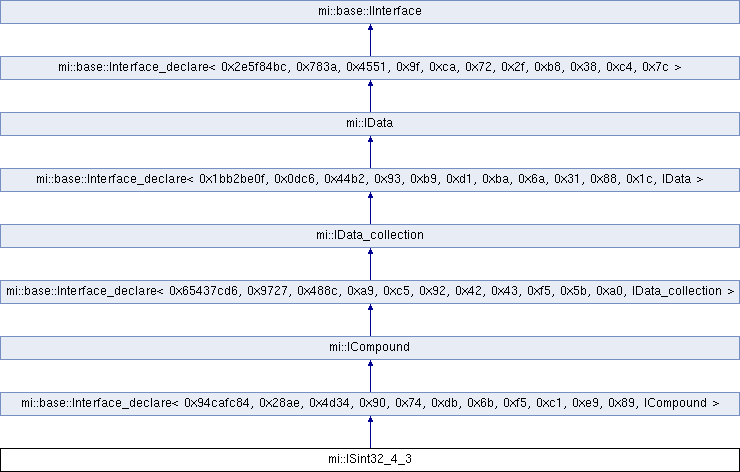 mi::base::IInterface
mi::base::Interface_declare< 0x2e5f84bc, 0x783a, 0x4551, 0x9f, 0xca, 0x72, 0x2f, 0xb8, 0x38, 0xc4, 0x7c >
mi::IData
mi::base::Interface_declare< 0x1bb2be0f, 0x0dc6, 0x44b2, 0x93, 0xb9, 0xd1, 0xba, 0x6a, 0x31, 0x88, 0x1c, IData >
mi::IData_collection
mi::base::Interface_declare< 0x65437cd6, 0x9727, 0x488c, 0xa9, 0xc5, 0x92, 0x42, 0x43, 0xf5, 0x5b, 0xa0, IData_collection >
mi::ICompound
mi::base::Interface_declare< 0x94cafc84, 0x28ae, 0x4d34, 0x90, 0x74, 0xdb, 0x6b, 0xf5, 0xc1, 0xe9, 0x89, ICompound >
mi::ISint32_4_3